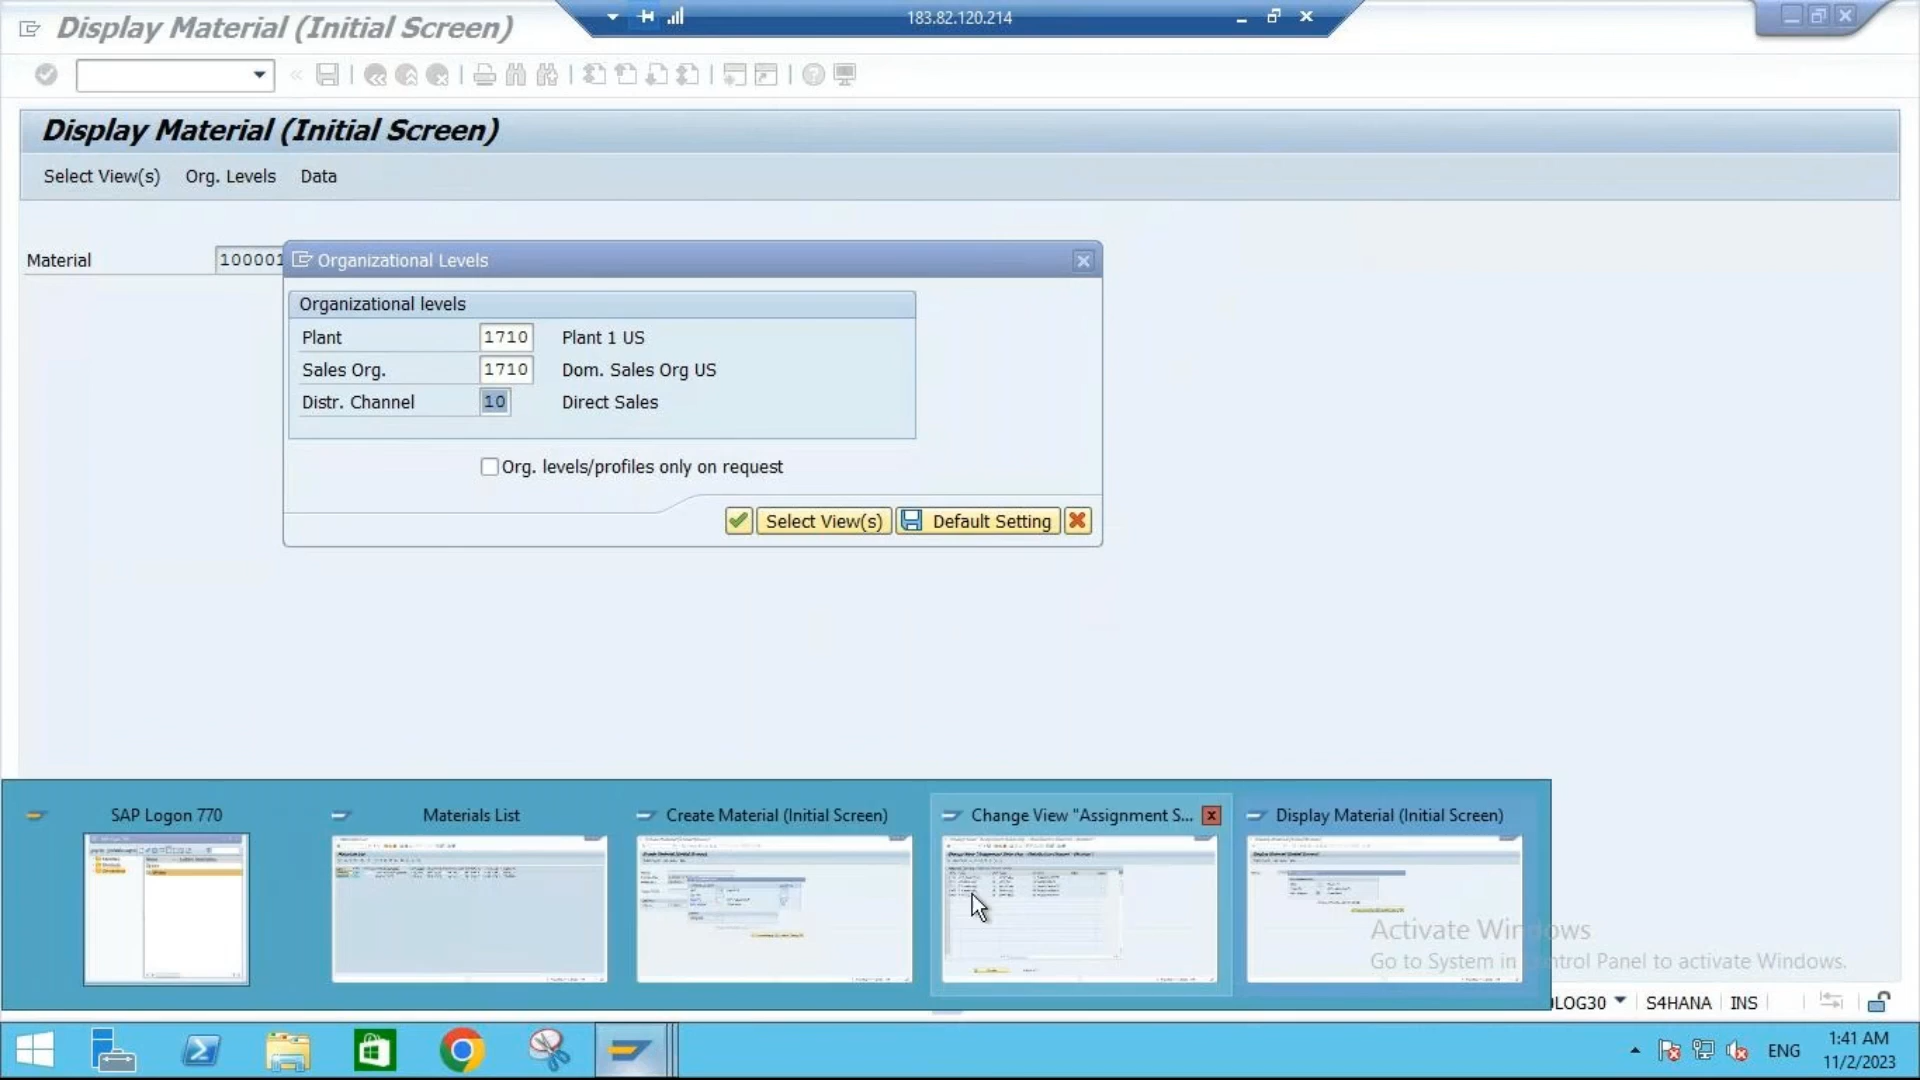 Display Material (Initial Screen)
183.82.120.214
Display Material (Initial Screen)
Select View(s) Org. Levels Data
Material 100001
Organizational Levels
Organizational levels
Plant 1710 Plant 1 US
Sales Org. 1710 Dom. Sales Org US
Distr. Channel 10 Direct Sales
Org. levels/profiles only on request
Select View(s) Default Setting
SAP Logon 770
Materials List
Create Material (Initial Screen)
Change View "Assignment S...
Display Material (Initial Screen)
Activate Windows
Go to System in Control Panel to activate Windows.
LOG30 S4HANA INS
ENG
1:41 AM
11/2/2023